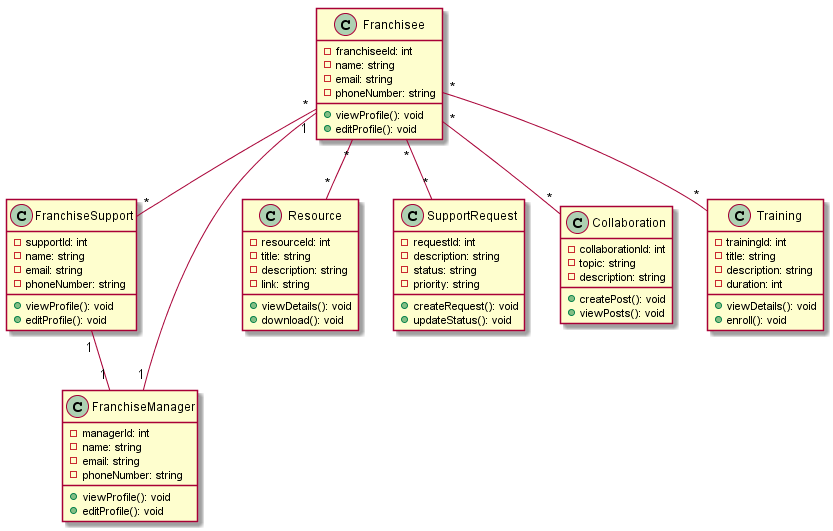 C Franchisee
franchiseeId: int
name: string
email: string
phoneNumber: string
viewProfile(): void
editProfile(): void
*
1
*
*
*
*
*
*
*
*
*
C FranchiseSupport
supportId: int
name: string
email: string
phoneNumber: string
viewProfile(): void
editProfile(): void
C Resource
resourceId: int
title: string
description: string
link: string
viewDetails(): void
download(): void
C SupportRequest
requestId: int
description: string
status: string
priority: string
createRequest(): void
updateStatus(): void
C Collaboration
collaborationId: int
topic: string
description: string
createPost(): void
viewPosts(): void
C Training
trainingId: int
title: string
description: string
duration: int
viewDetails(): void
enroll(): void
1
1
1
C FranchiseManager
managerId: int
name: string
email: string
phoneNumber: string
viewProfile(): void
editProfile(): void